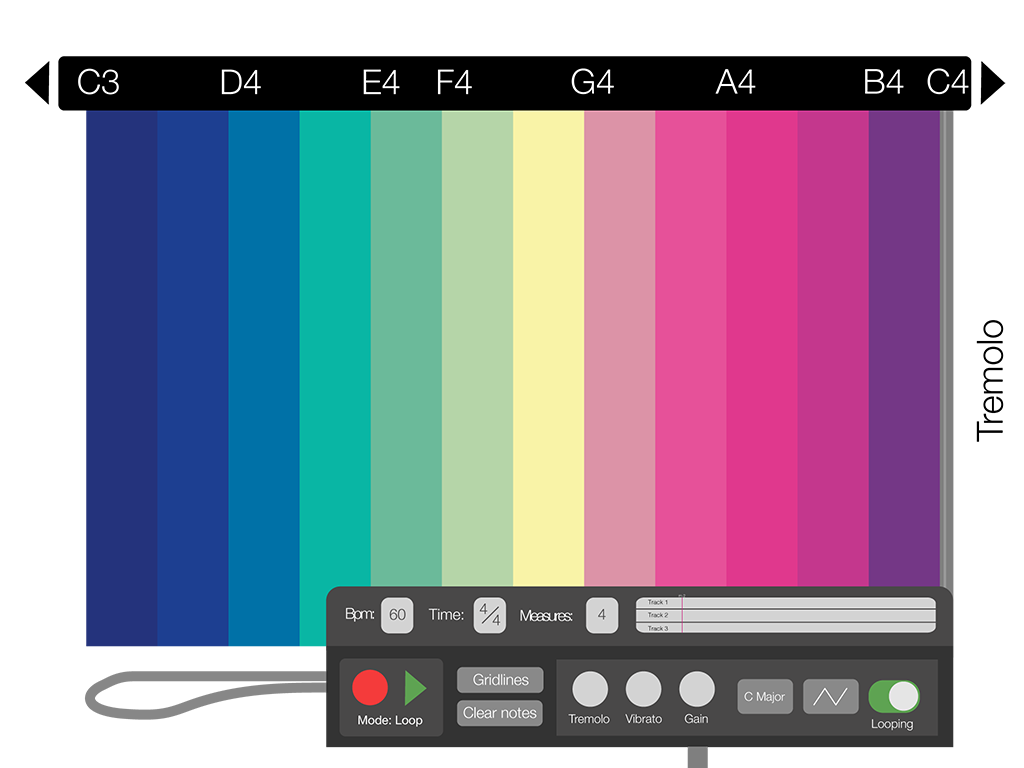 C3 D4 E4 F4 G4 A4 B4 C4
Tremolo
Bpm: 60 Time: 4/4 Measures: 4
Track 1
Track 2
Track 3
Gridlines
Clear notes
Mode: Loop
Tremolo Vibrato Gain
C Major
Looping